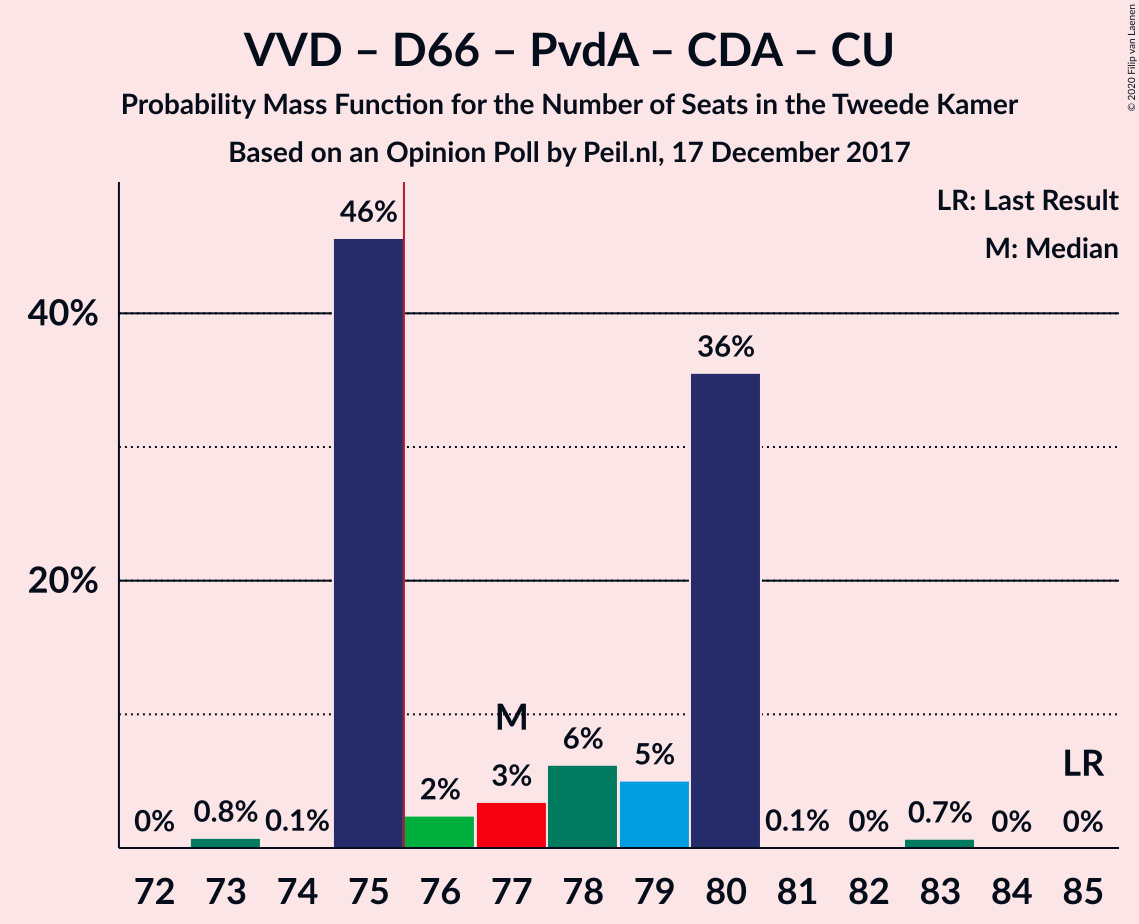 VVD – D66 – PvdA – CDA – CU
Probability Mass Function for the Number of Seats in the Tweede Kamer
Based on an Opinion Poll by Peil.nl, 17 December 2017
© 2020 Filip van Laenen
LR: Last Result
M: Median
40%
20%
0%
0.8%
0.1%
46%
2%
3%
6%
5%
36%
0.1%
0%
0.7%
0%
0%
M
LR
72 73 74 75 76 77 78 79 80 81 82 83 84 85